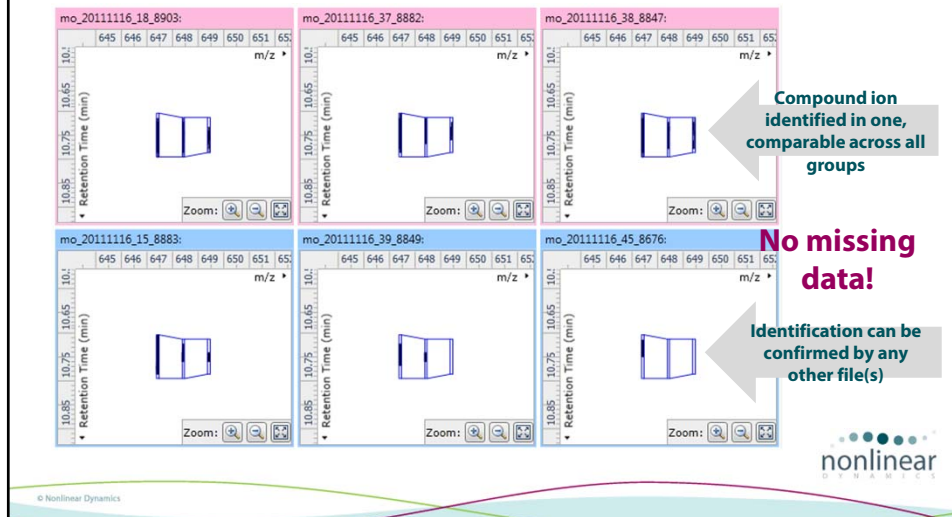 mo_20111116_18_8903:
645 646 647 648 649 650 651
m/z
10.65
10.75
10.85
Retention Time (min)
Zoom:
mo_20111116_37_8882:
645 646 647 648 649 650 651
m/z
10.65
10.75
10.85
Retention Time (min)
Zoom:
mo_20111116_38_8847:
645 646 647 648 649 650 651
m/z
10.65
10.75
10.85
Retention Time (min)
Zoom:
Compound ion
identified in one,
comparable across all
groups
mo_20111116_15_8883:
645 646 647 648 649 650 651
m/z
10.65
10.75
10.85
Retention Time (min)
Zoom:
mo_20111116_39_8849:
645 646 647 648 649 650 651
m/z
10.65
10.75
10.85
Retention Time (min)
Zoom:
mo_20111116_45_8676:
645 646 647 648 649 650 651
m/z
10.65
10.75
10.85
Retention Time (min)
Zoom:
No missing
data!
Identification can be
confirmed by any
other file(s)
nonlinear
DYNAMICS
© Nonlinear Dynamics